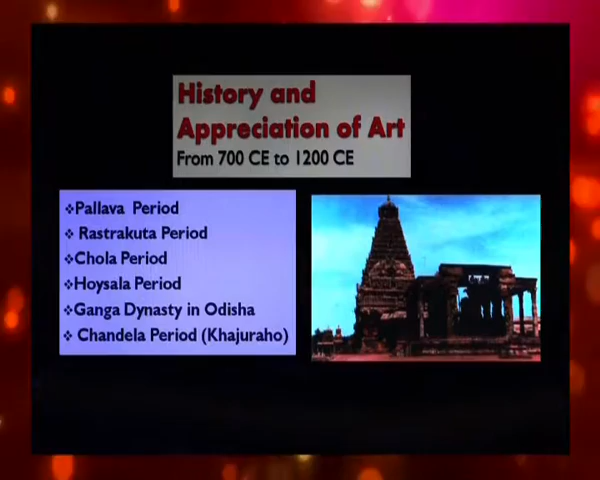 History and
Appreciation of Art
From 700 CE to 1200 CE
❖Pallava Period
❖ Rastrakuta Period
❖Chola Period
❖Hoysala Period
❖Ganga Dynasty in Odisha
❖ Chandela Period (Khajuraho)